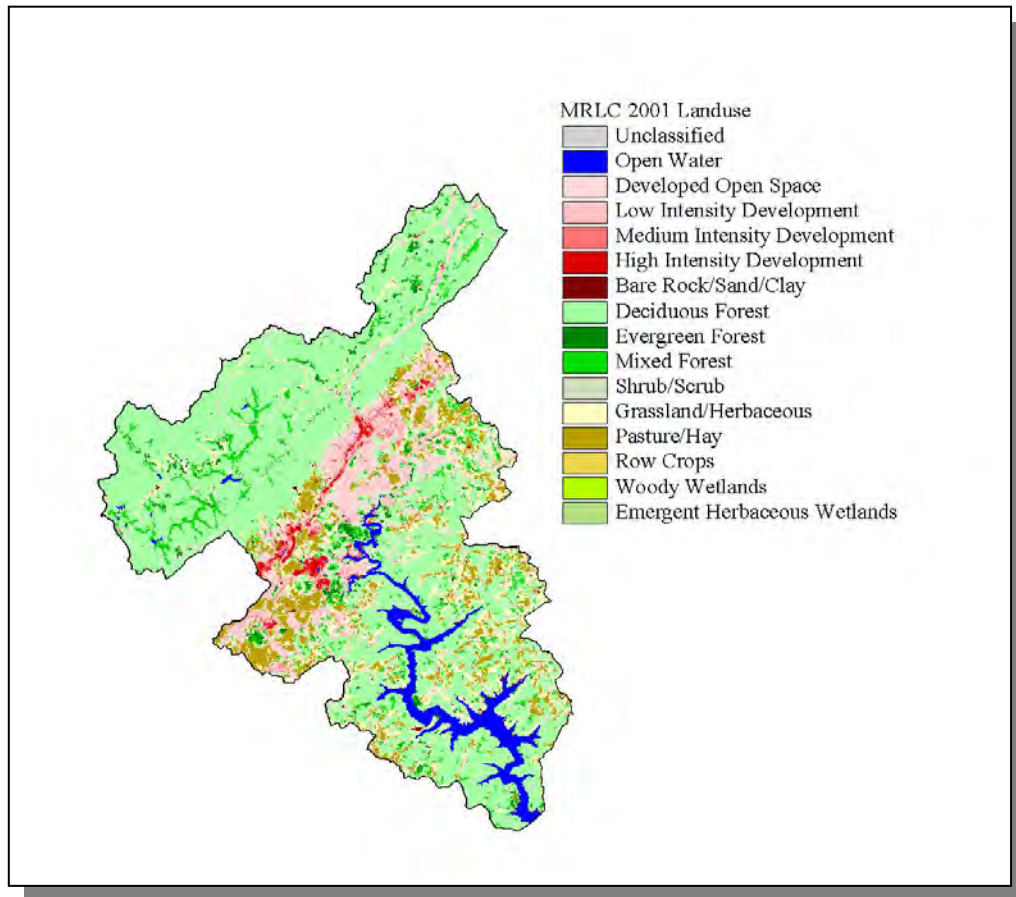 MRLC 2001 Landuse
Unclassified
Open Water
Developed Open Space
Low Intensity Development
Medium Intensity Development
High Intensity Development
Bare Rock/Sand/Clay
Deciduous Forest
Evergreen Forest
Mixed Forest
Shrub/Scrub
Grassland/Herbaceous
Pasture/Hay
Row Crops
Woody Wetlands
Emergent Herbaceous Wetlands